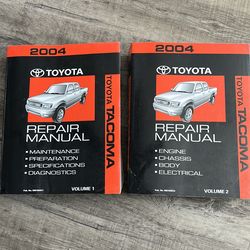 2004
TOYOTA
TOYOTA TACOMA
REPAIR
MANUAL
• MAINTENANCE
• PREPARATION
• SPECIFICATIONS
• DIAGNOSTICS
VOLUME 1
2004
TOYOTA
TOYOTA TACOMA
REPAIR
MANUAL
• ENGINE
• CHASSIS
• BODY
• ELECTRICAL
VOLUME 2